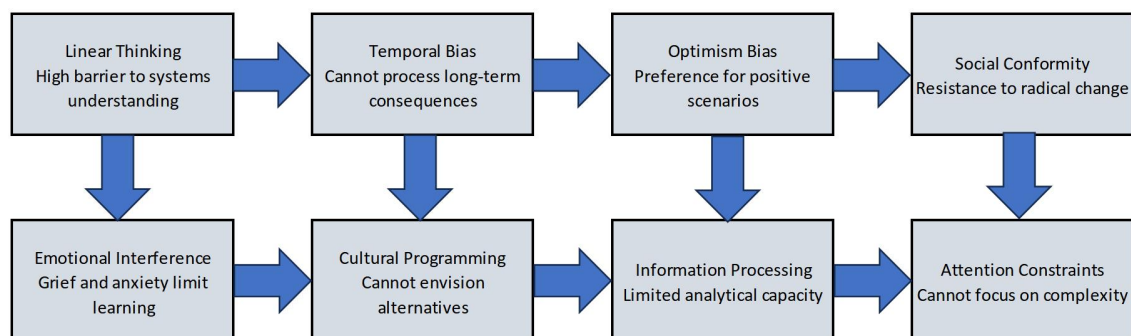 Linear Thinking
High barrier to systems
understanding
Temporal Bias
Cannot process long-term
consequences
Optimism Bias
Preference for positive
scenarios
Social Conformity
Resistance to radical change
Emotional Interference
Grief and anxiety limit
learning
Cultural Programming
Cannot envision
alternatives
Information Processing
Limited analytical capacity
Attention Constraints
Cannot focus on complexity